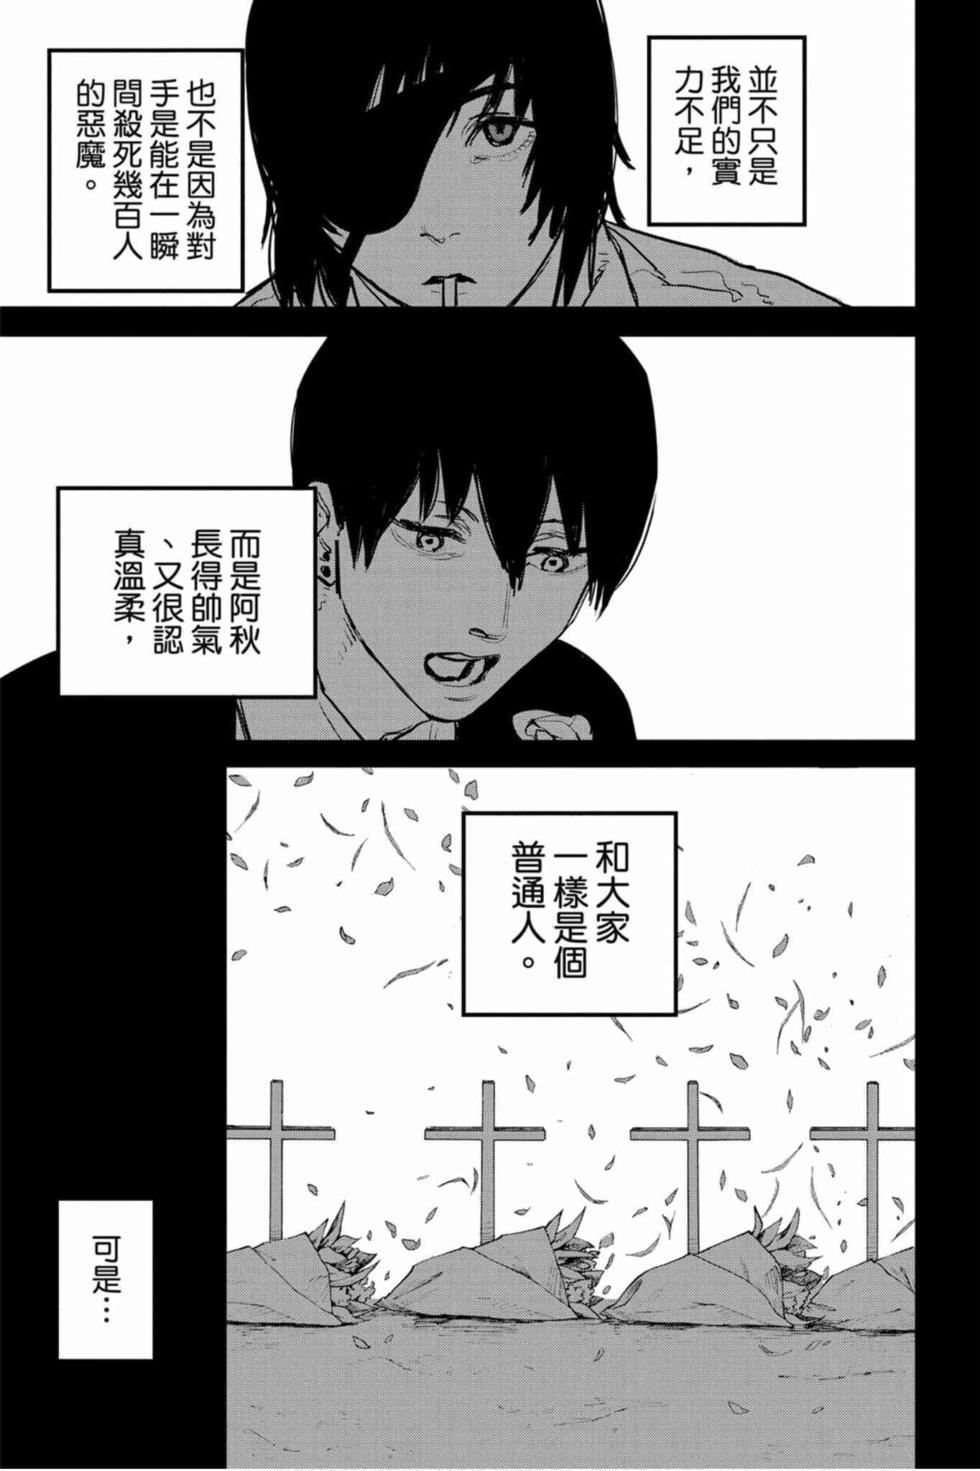 並不只是
我們的實
力不足，
也不是因為對
手是能在一瞬
間殺死幾百人
的惡魔。
而是阿秋
長得帥氣
、又很認
真溫柔，
和大家
一樣是個
普通人。
可是…